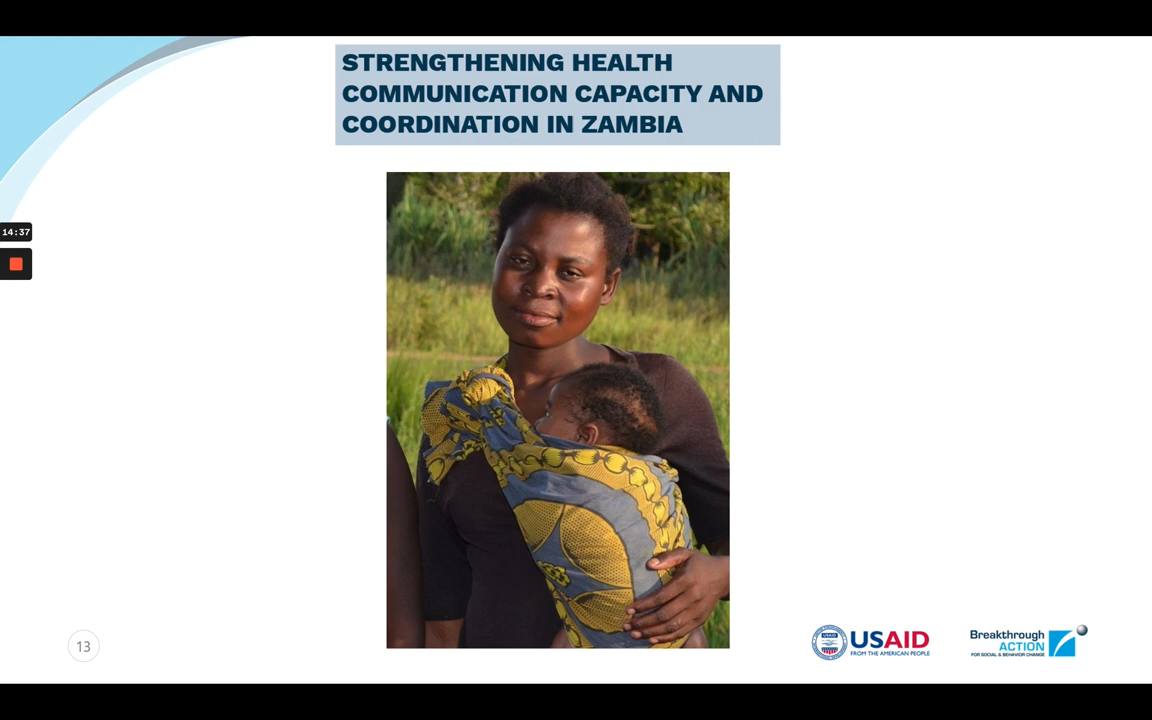 STRENGTHENING HEALTH
COMMUNICATION CAPACITY AND
COORDINATION IN ZAMBIA
14:37
13
USAID
USAID
FROM THE AMERICAN PEOPLE
Breakthrough
ACTION
FOR SOCIAL & BEHAVIOR CHANGE